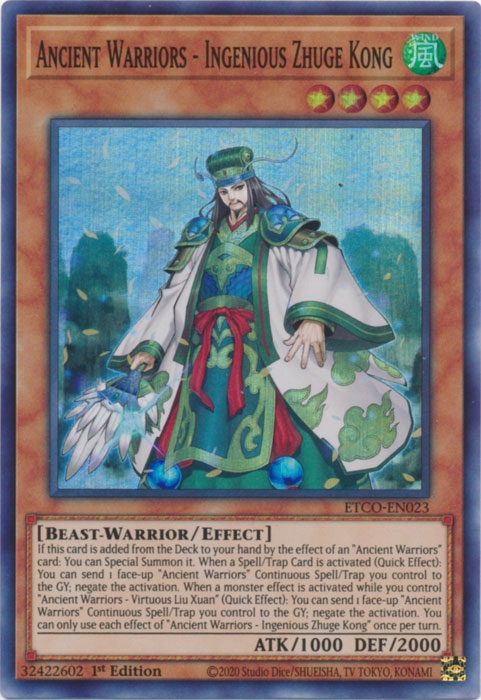 ANCIENT WARRIORS - INGENIOUS ZHUGE KONG
WIND
風
ETCO-EN023
[BEAST-WARRIOR/EFFECT]
If this card is added from the Deck to your hand by the effect of an "Ancient Warriors"
card: You can Special Summon it. When a Spell/Trap Card is activated (Quick Effect):
You can send 1 face-up "Ancient Warriors" Continuous Spell/Trap you control to
the GY; negate the activation. When a monster effect is activated while you control
"Ancient Warriors - Virtuous Liu Xuan" (Quick Effect): You can send 1 face-up "Ancient
Warriors" Continuous Spell/Trap you control to the GY; negate the activation. You
can only use each effect of "Ancient Warriors - Ingenious Zhuge Kong" once per turn.
ATK/1000 DEF/2000
32422602 1st Edition ©2020 Studio Dice/SHUEISHA, TV TOKYO, KONAMI